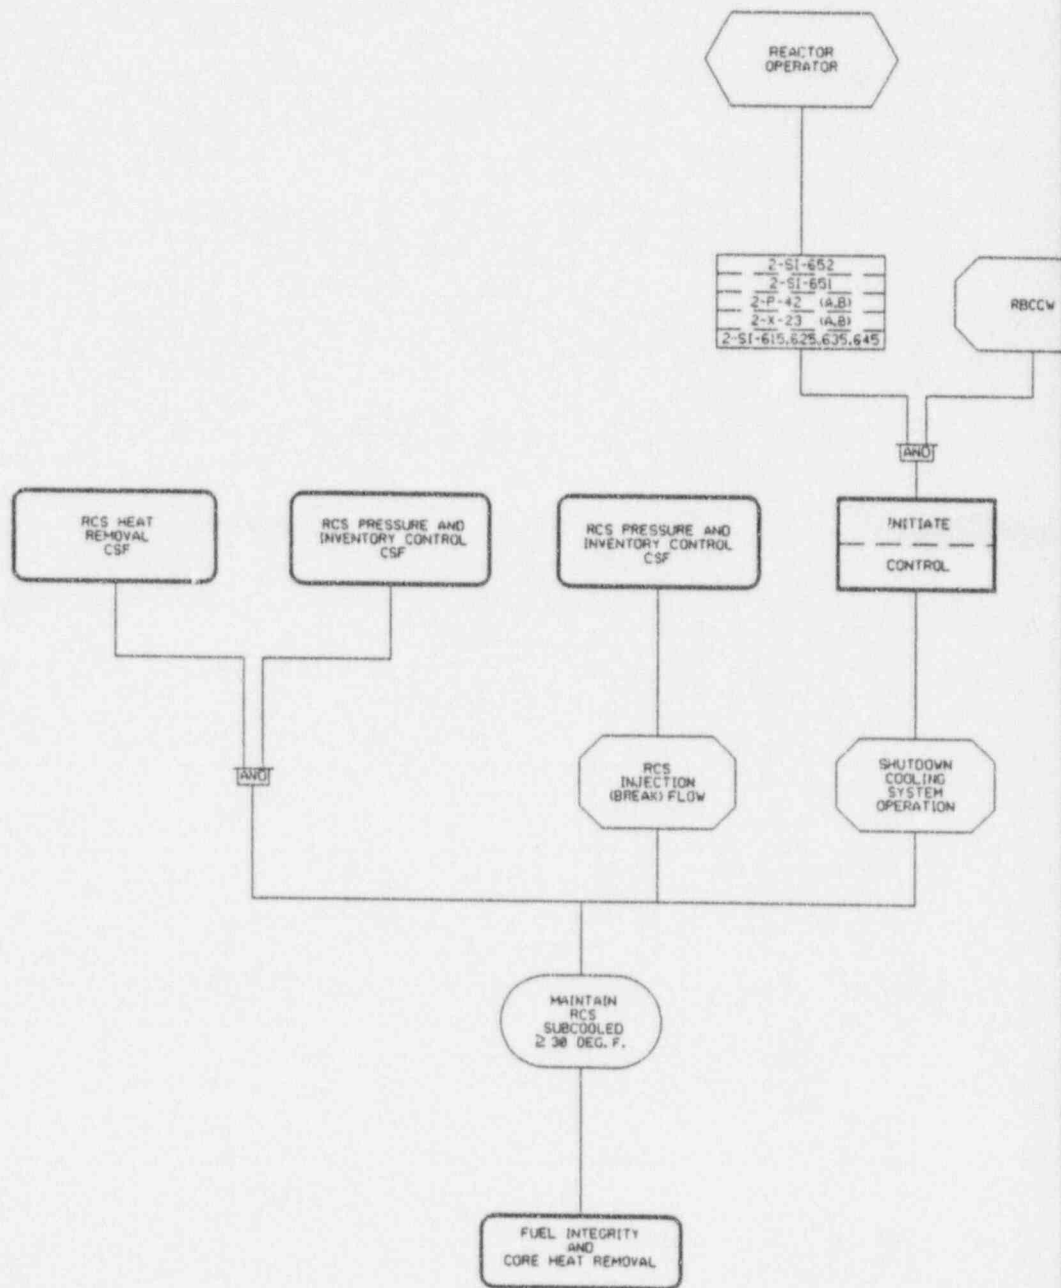 REACTOR
OPERATOR
2-SI-652
2-SI-651
2-P-42 (A,B)
2-X-23 (A,B)
2-SI-615,625,635,645
RBCCW
AND
RCS HEAT
REMOVAL
CSF
RCS PRESSURE AND
INVENTORY CONTROL
CSF
RCS PRESSURE AND
INVENTORY CONTROL
CSF
INITIATE
CONTROL
AND
RCS
INJECTION
(BREAK) FLOW
SHUTDOWN
COOLING
SYSTEM
OPERATION
MAINTAIN
RCS
SUBCOOLED
≥ 30 DEG. F.
FUEL INTEGRITY
AND
CORE HEAT REMOVAL